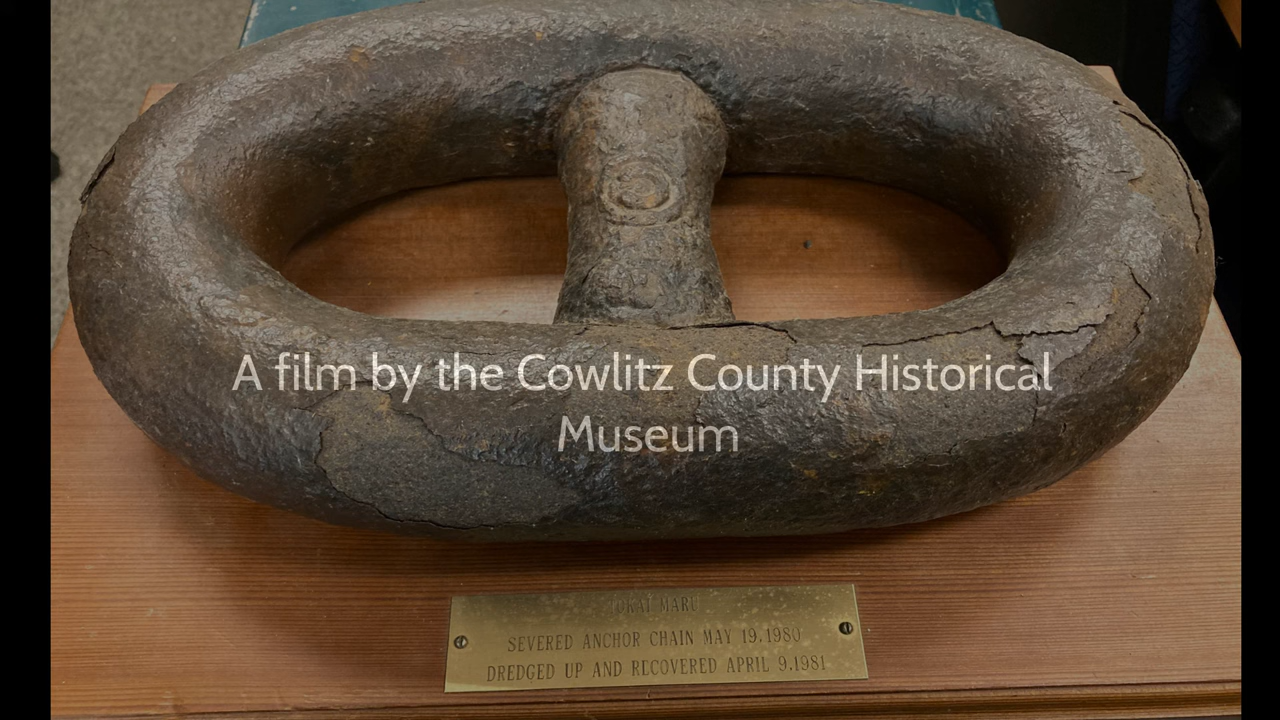 A film by the Cowlitz County Historical
Museum
MARU
SEVERED ANCHOR CHAIN MAY 19.1980
DREDGED UP AND RECOVERED APRIL 9.1981